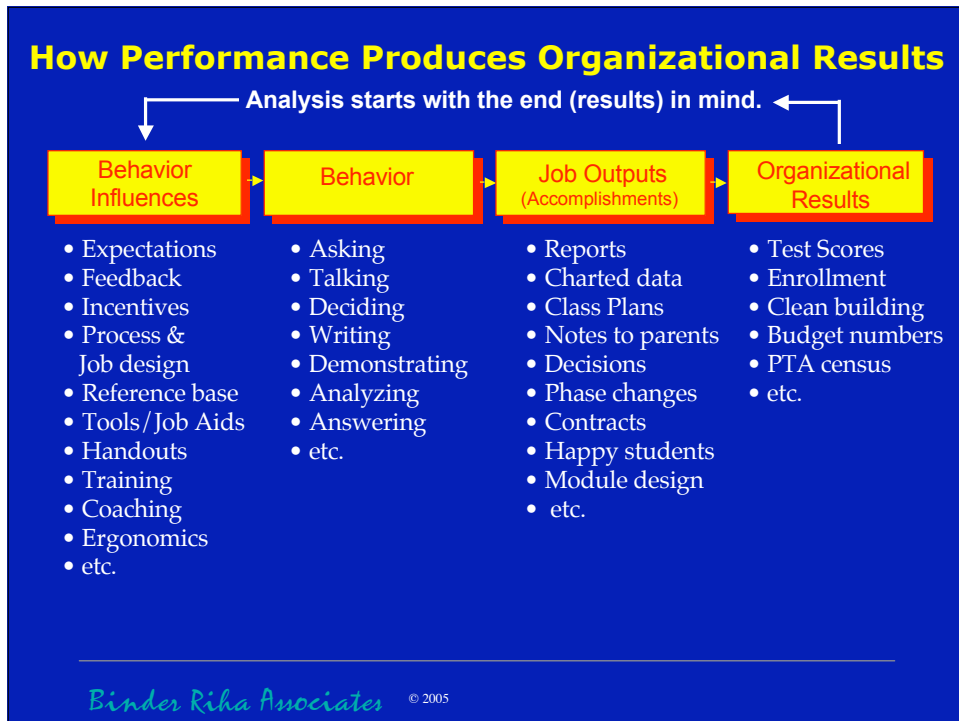 How Performance Produces Organizational Results
Analysis starts with the end (results) in mind.
Behavior
Influences
• Expectations
• Feedback
• Incentives
• Process &
Job design
• Reference base
• Tools/Job Aids
• Handouts
• Training
• Coaching
• Ergonomics
• etc.
Behavior
• Asking
• Talking
• Deciding
• Writing
• Demonstrating
• Analyzing
• Answering
• etc.
Job Outputs
(Accomplishments)
• Reports
• Charted data
• Class Plans
• Notes to parents
• Decisions
• Phase changes
• Contracts
• Happy students
• Module design
• etc.
Organizational
Results
• Test Scores
• Enrollment
• Clean building
• Budget numbers
• PTA census
• etc.
Binder Riha Associates © 2005